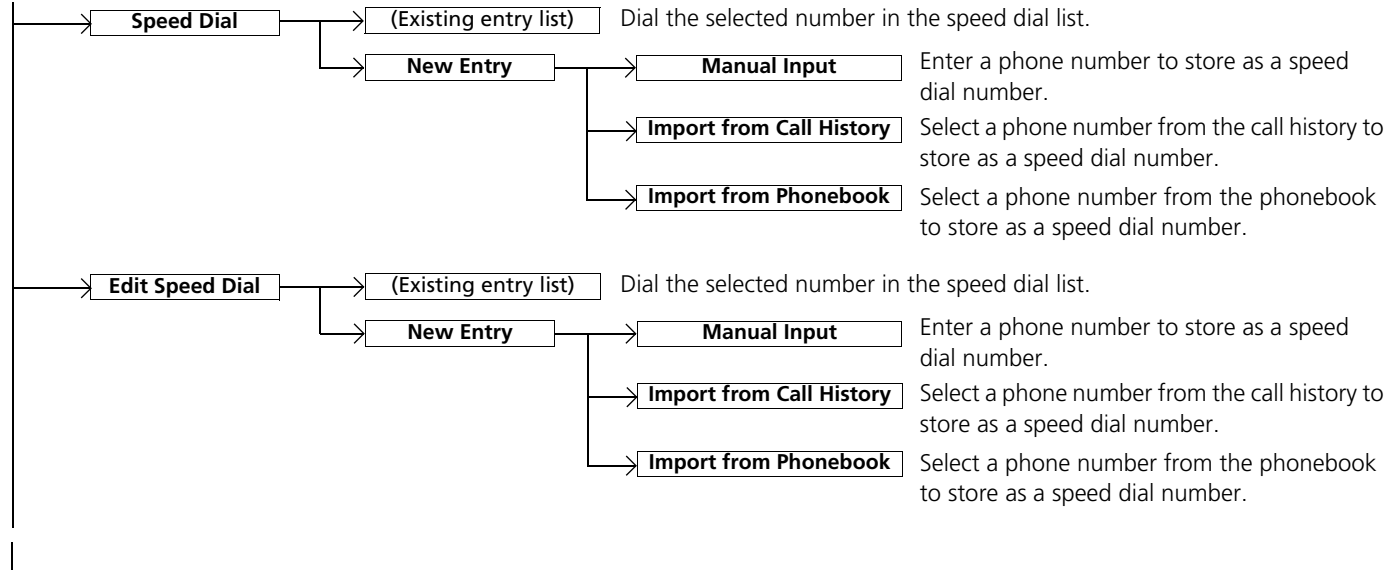 Speed Dial (Existing entry list) Dial the selected number in the speed dial list.
New Entry Manual Input Enter a phone number to store as a speed
dial number.
Import from Call History Select a phone number from the call history to
store as a speed dial number.
Import from Phonebook Select a phone number from the phonebook
to store as a speed dial number.
Edit Speed Dial (Existing entry list) Dial the selected number in the speed dial list.
New Entry Manual Input Enter a phone number to store as a speed
dial number.
Import from Call History Select a phone number from the call history to
store as a speed dial number.
Import from Phonebook Select a phone number from the phonebook
to store as a speed dial number.